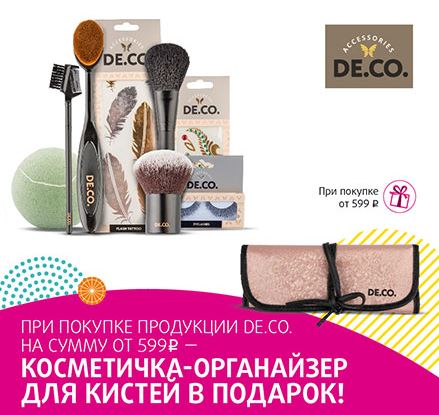 ACCESSORIES
DE.CO.
ACCESSORIES
DE.CO.
DE.CO.
DE.CO.
FLASH TATTOO
EYELASHES
При покупке
от 599 ₽
DE.CO.
ПРИ ПОКУПКЕ ПРОДУКЦИИ DE.CO.
НА СУММУ ОТ 599₽ —
КОСМЕТИЧКА-ОРГАНАЙЗЕР
ДЛЯ КИСТЕЙ В ПОДАРОК!